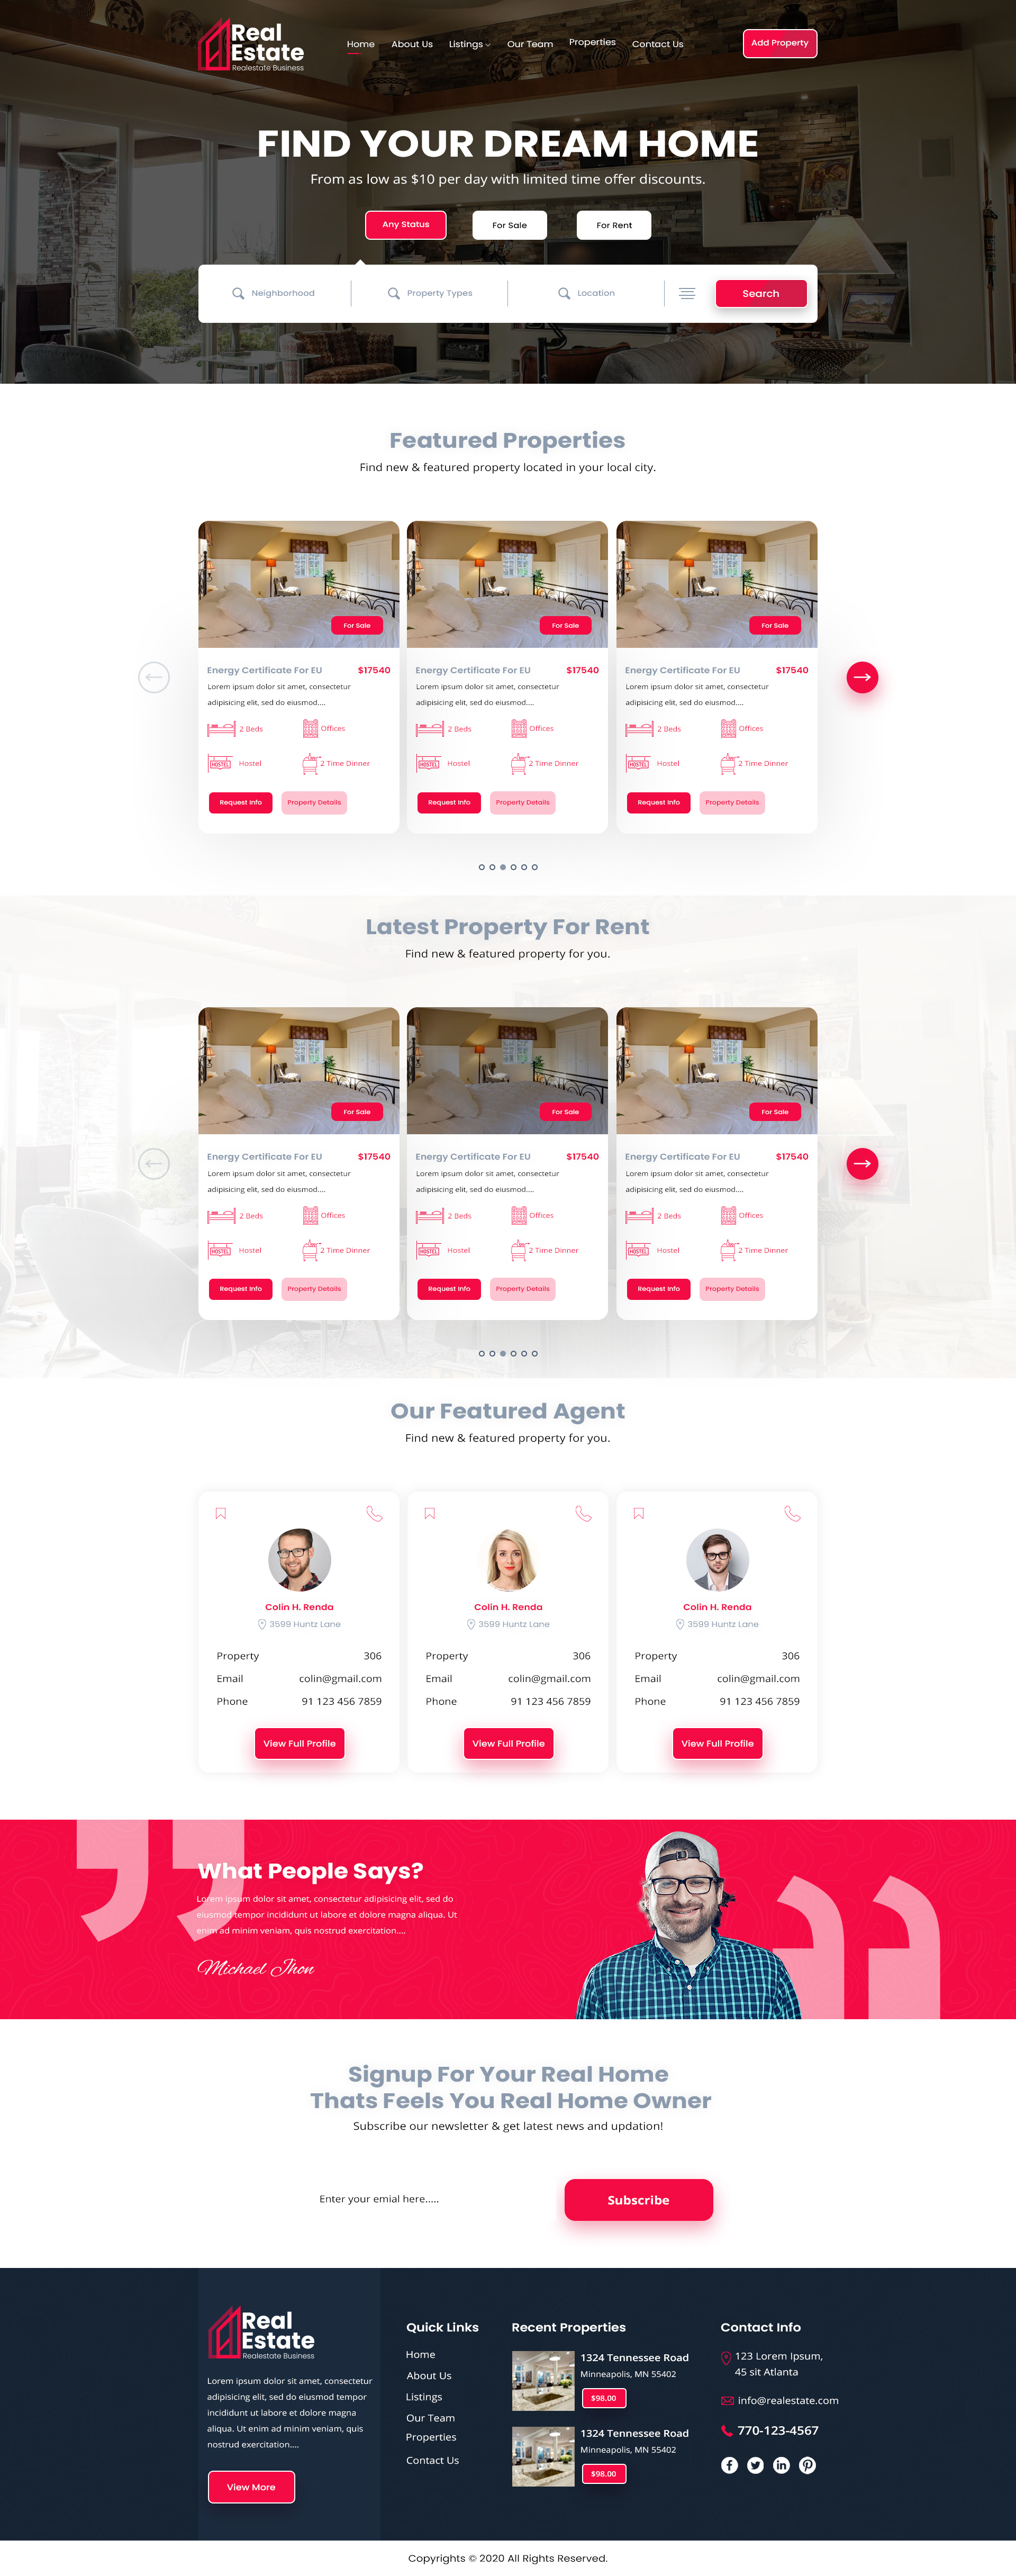 Real
Estate
Realestate Business
Home About Us Listings Our Team Properties Contact Us
Add Property
FIND YOUR DREAM HOME
From as low as $10 per day with limited time offer discounts.
Any Status For Sale For Rent
Neighborhood Property Types Location Search
Featured Properties
Find new & featured property located in your local city.
For Sale
Energy Certificate For EU $17540
Lorem ipsum dolor sit amet, consectetur
adipisicing elit, sed do eiusmod....
2 Beds Offices
HOSTEL Hostel 2 Time Dinner
Request Info Property Details
For Sale
Energy Certificate For EU $17540
Lorem ipsum dolor sit amet, consectetur
adipisicing elit, sed do eiusmod....
2 Beds Offices
HOSTEL Hostel 2 Time Dinner
Request Info Property Details
For Sale
Energy Certificate For EU $17540
Lorem ipsum dolor sit amet, consectetur
adipisicing elit, sed do eiusmod....
2 Beds Offices
HOSTEL Hostel 2 Time Dinner
Request Info Property Details
Latest Property For Rent
Find new & featured property for you.
For Sale
Energy Certificate For EU $17540
Lorem ipsum dolor sit amet, consectetur
adipisicing elit, sed do eiusmod....
2 Beds Offices
HOSTEL Hostel 2 Time Dinner
Request Info Property Details
For Sale
Energy Certificate For EU $17540
Lorem ipsum dolor sit amet, consectetur
adipisicing elit, sed do eiusmod....
2 Beds Offices
HOSTEL Hostel 2 Time Dinner
Request Info Property Details
For Sale
Energy Certificate For EU $17540
Lorem ipsum dolor sit amet, consectetur
adipisicing elit, sed do eiusmod....
2 Beds Offices
HOSTEL Hostel 2 Time Dinner
Request Info Property Details
Our Featured Agent
Find new & featured property for you.
Colin H. Renda
3599 Huntz Lane
Property 306
Email colin@gmail.com
Phone 91 123 456 7859
View Full Profile
Colin H. Renda
3599 Huntz Lane
Property 306
Email colin@gmail.com
Phone 91 123 456 7859
View Full Profile
Colin H. Renda
3599 Huntz Lane
Property 306
Email colin@gmail.com
Phone 91 123 456 7859
View Full Profile
What People Says?
Lorem ipsum dolor sit amet, consectetur adipisicing elit, sed do
eiusmod tempor incididunt ut labore et dolore magna aliqua. Ut
enim ad minim veniam, quis nostrud exercitation....
Michael Jhon
Signup For Your Real Home
Thats Feels You Real Home Owner
Subscribe our newsletter & get latest news and updation!
Enter your emial here.....
Subscribe
Real
Estate
Realestate Business
Lorem ipsum dolor sit amet, consectetur
adipisicing elit, sed do eiusmod tempor
incididunt ut labore et dolore magna
aliqua. Ut enim ad minim veniam, quis
nostrud exercitation....
View More
Quick Links
Home
About Us
Listings
Our Team
Properties
Contact Us
Recent Properties
1324 Tennessee Road
Minneapolis, MN 55402
$98.00
1324 Tennessee Road
Minneapolis, MN 55402
$98.00
Contact Info
123 Lorem Ipsum,
45 sit Atlanta
info@realestate.com
770-123-4567
Copyrights © 2020 All Rights Reserved.